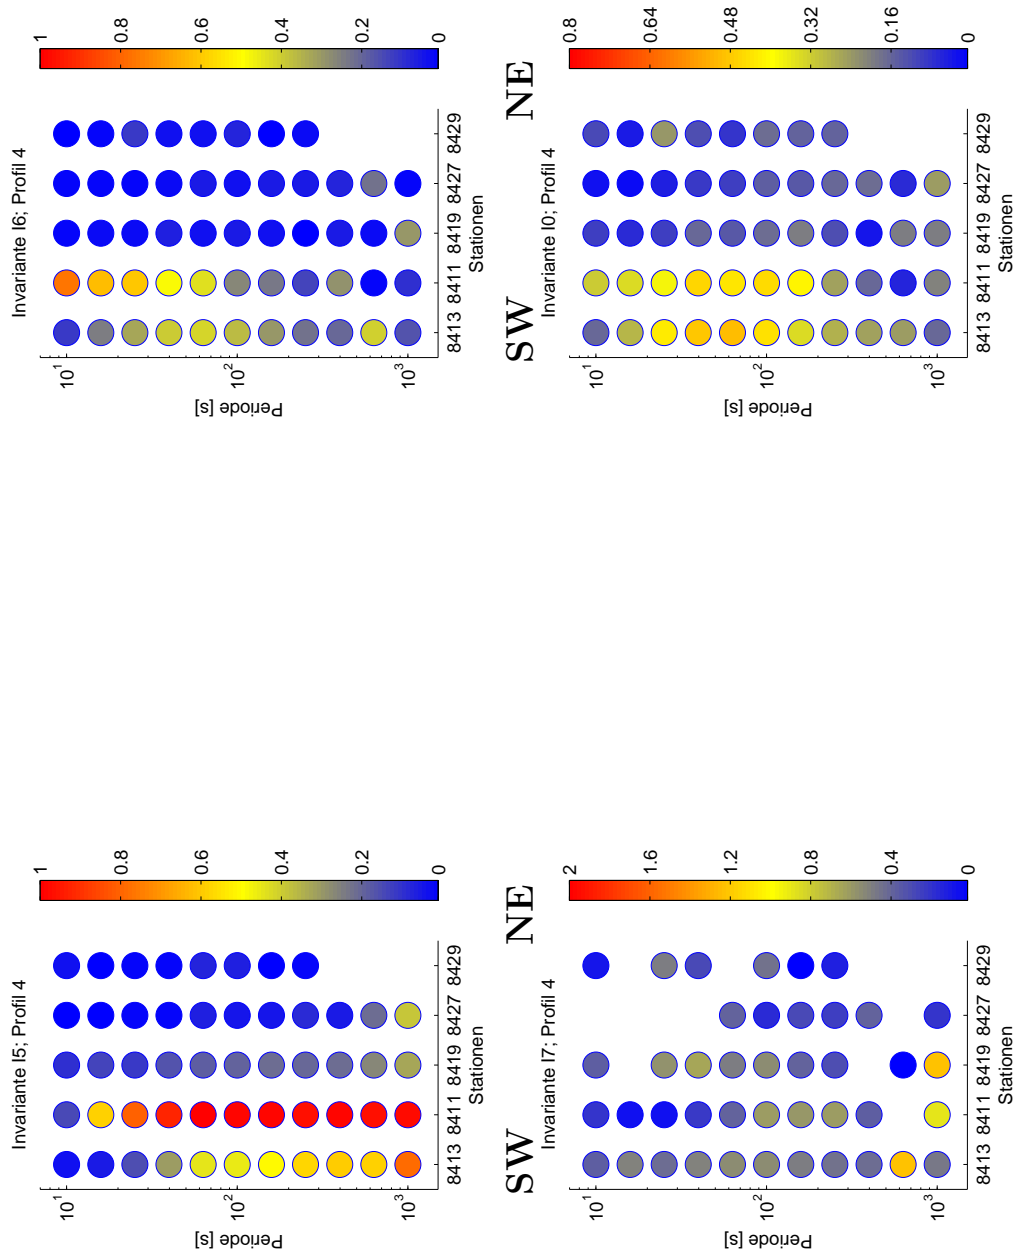 Invariante I5; Profil 4
Periode [s]
10¹
10²
10³
8413 8411 8419 8427 8429
Stationen
1
0.8
0.6
0.4
0.2
0
Invariante I6; Profil 4
Periode [s]
10¹
10²
10³
8413 8411 8419 8427 8429
Stationen
1
0.8
0.6
0.4
0.2
0
SW NE
Invariante I7; Profil 4
Periode [s]
10¹
10²
10³
8413 8411 8419 8427 8429
Stationen
2
1.6
1.2
0.8
0.4
0
SW NE
Invariante I0; Profil 4
Periode [s]
10¹
10²
10³
8413 8411 8419 8427 8429
Stationen
0.8
0.64
0.48
0.32
0.16
0